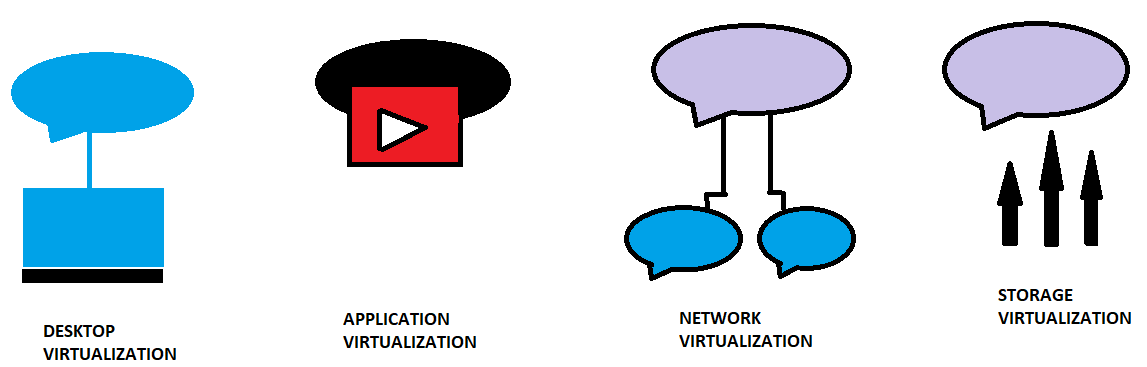 DESKTOP
VIRTUALIZATION
APPLICATION
VIRTUALIZATION
NETWORK
VIRTUALIZATION
STORAGE
VIRTUALIZATION